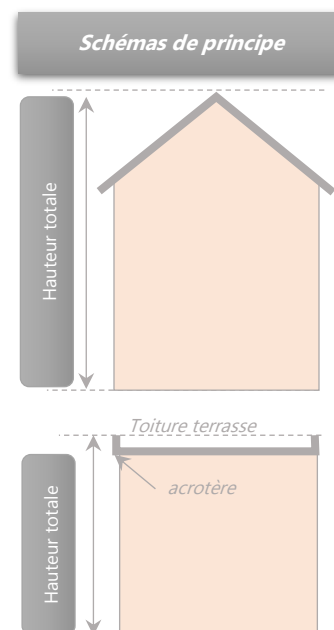 Schémas de principe
Hauteur totale
Toiture terrasse
acrotère
Hauteur totale